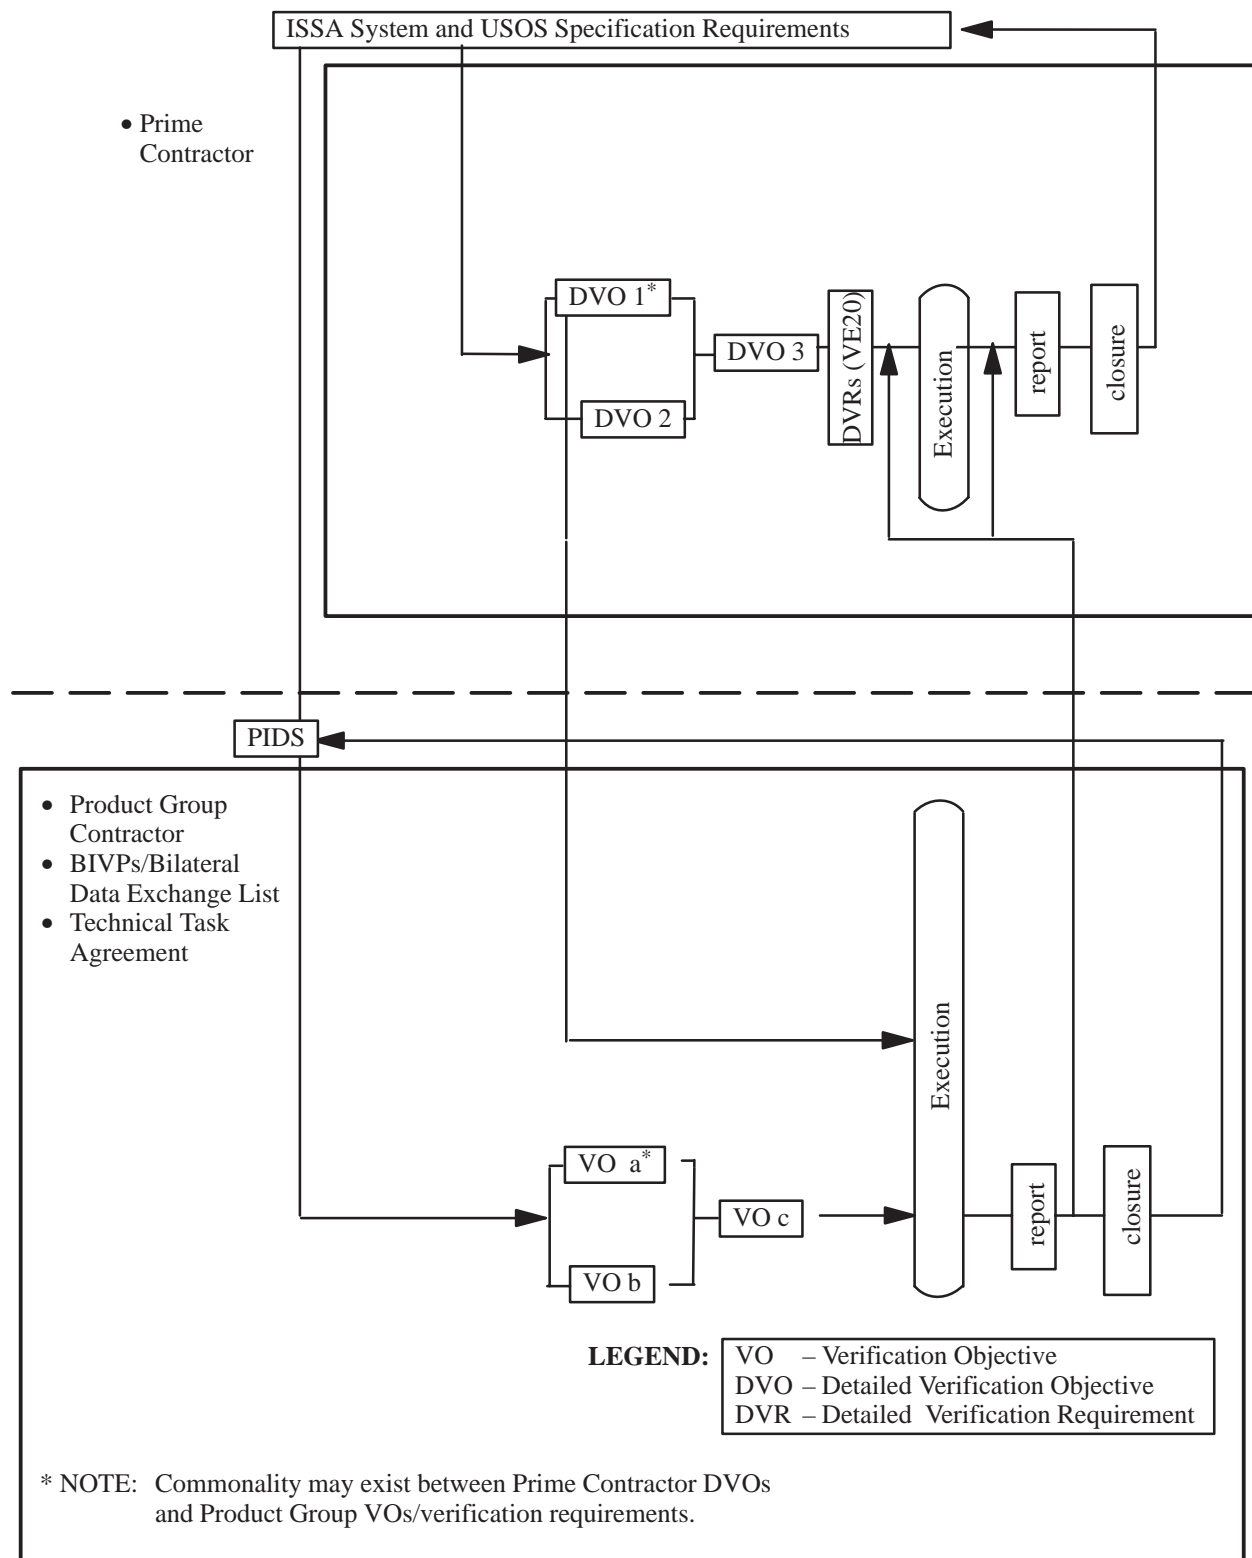 ISSA System and USOS Specification Requirements
• Prime
Contractor
DVO 1*
DVO 2
DVO 3
DVRs (VE20)
Execution
report
closure
PIDS
• Product Group
Contractor
• BIVPs/Bilateral
Data Exchange List
• Technical Task
Agreement
Execution
VO a*
VO b
VO c
report
closure
LEGEND:
VO – Verification Objective
DVO – Detailed Verification Objective
DVR – Detailed Verification Requirement
* NOTE: Commonality may exist between Prime Contractor DVOs
and Product Group VOs/verification requirements.